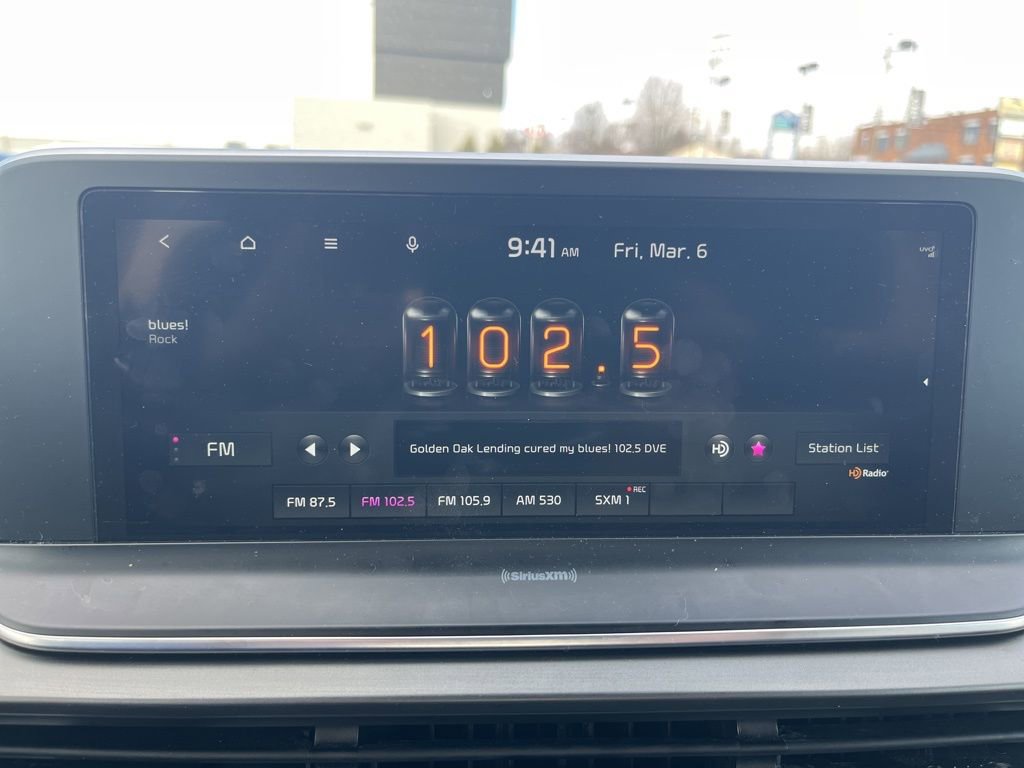 9:41 AM Fri, Mar. 6
UVO
blues!
Rock
102.5
FM
Golden Oak Lending cured my blues! 102.5 DVE
HD
Station List
HD Radio
FM 87.5 FM 102.5 FM 105.9 AM 530 SXM 1 REC
SiriusXM